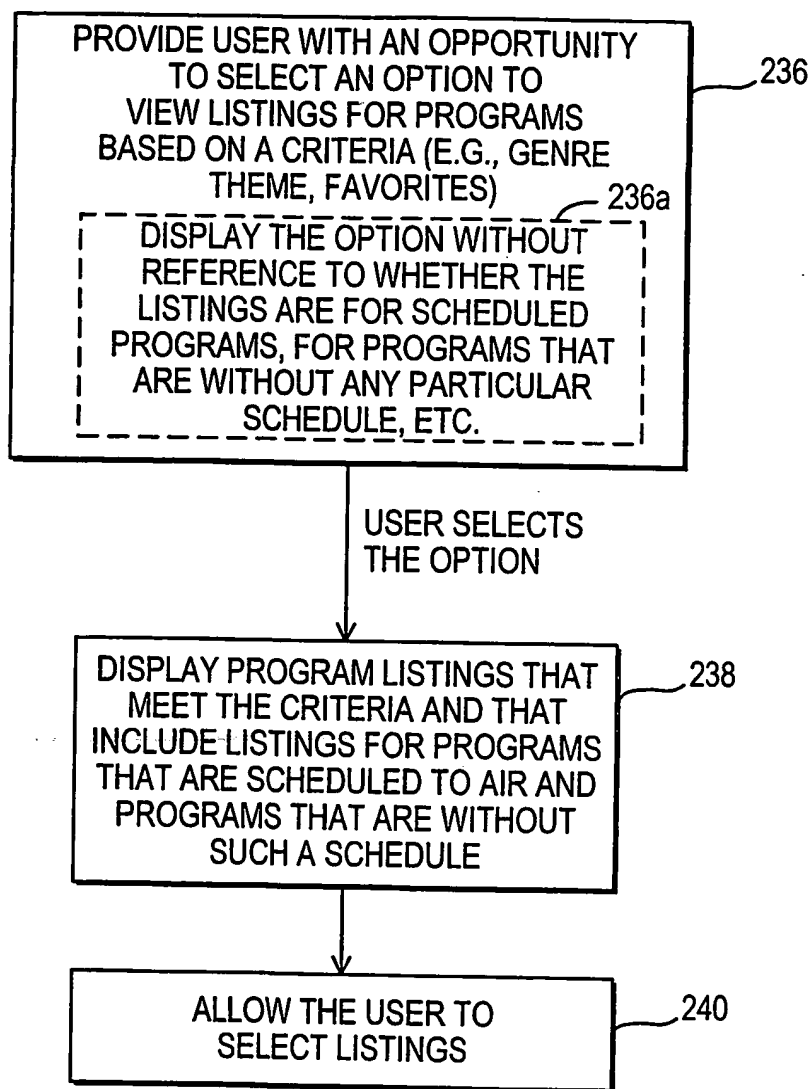 PROVIDE USER WITH AN OPPORTUNITY
TO SELECT AN OPTION TO
VIEW LISTINGS FOR PROGRAMS
BASED ON A CRITERIA (E.G., GENRE
THEME, FAVORITES)
236
236a
DISPLAY THE OPTION WITHOUT
REFERENCE TO WHETHER THE
LISTINGS ARE FOR SCHEDULED
PROGRAMS, FOR PROGRAMS THAT
ARE WITHOUT ANY PARTICULAR
SCHEDULE, ETC.
USER SELECTS
THE OPTION
DISPLAY PROGRAM LISTINGS THAT
MEET THE CRITERIA AND THAT
INCLUDE LISTINGS FOR PROGRAMS
THAT ARE SCHEDULED TO AIR AND
PROGRAMS THAT ARE WITHOUT
SUCH A SCHEDULE
238
ALLOW THE USER TO
SELECT LISTINGS
240